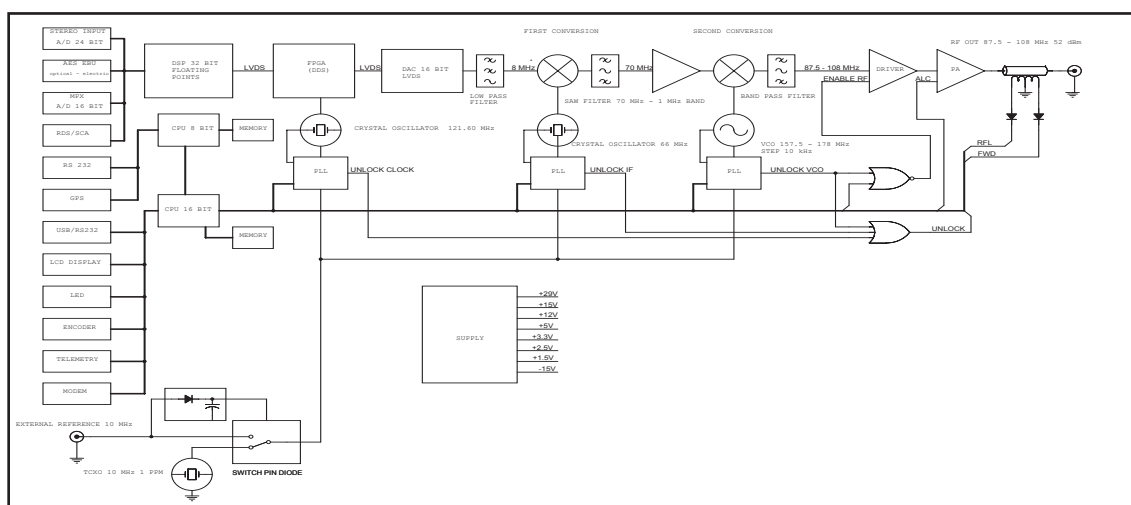 STEREO INPUT
A/D 24 BIT
AES EBU
optical - electric
MPX
A/D 16 BIT
RDS/SCA
RS 232
GPS
USB/RS232
LCD DISPLAY
LED
ENCODER
TELEMETRY
MODEM
DSP 32 BIT
FLOATING
POINTS
LVDS
FPGA
(DDS)
LVDS
DAC 16 BIT
LVDS
LOW PASS
FILTER
8 MHz
FIRST CONVERSION
70 MHz
SAW FILTER 70 MHz - 1 MHz BAND
SECOND CONVERSION
BAND PASS FILTER
87.5 - 108 MHz
ENABLE RF
DRIVER
ALC
PA
RF OUT 87.5 - 108 MHz 52 dBm
RFL
FWD
CPU 8 BIT
MEMORY
CPU 16 BIT
MEMORY
CRYSTAL OSCILLATOR 121.60 MHz
PLL
UNLOCK CLOCK
CRYSTAL OSCILLATOR 66 MHz
PLL
UNLOCK IF
VCO 157.5 - 178 MHz
STEP 10 kHz
PLL
UNLOCK VCO
UNLOCK
SUPPLY
+29V
+15V
+12V
+5V
+3.3V
+2.5V
+1.5V
-15V
EXTERNAL REFERENCE 10 MHz
TCXO 10 MHz 1 PPM
SWITCH PIN DIODE